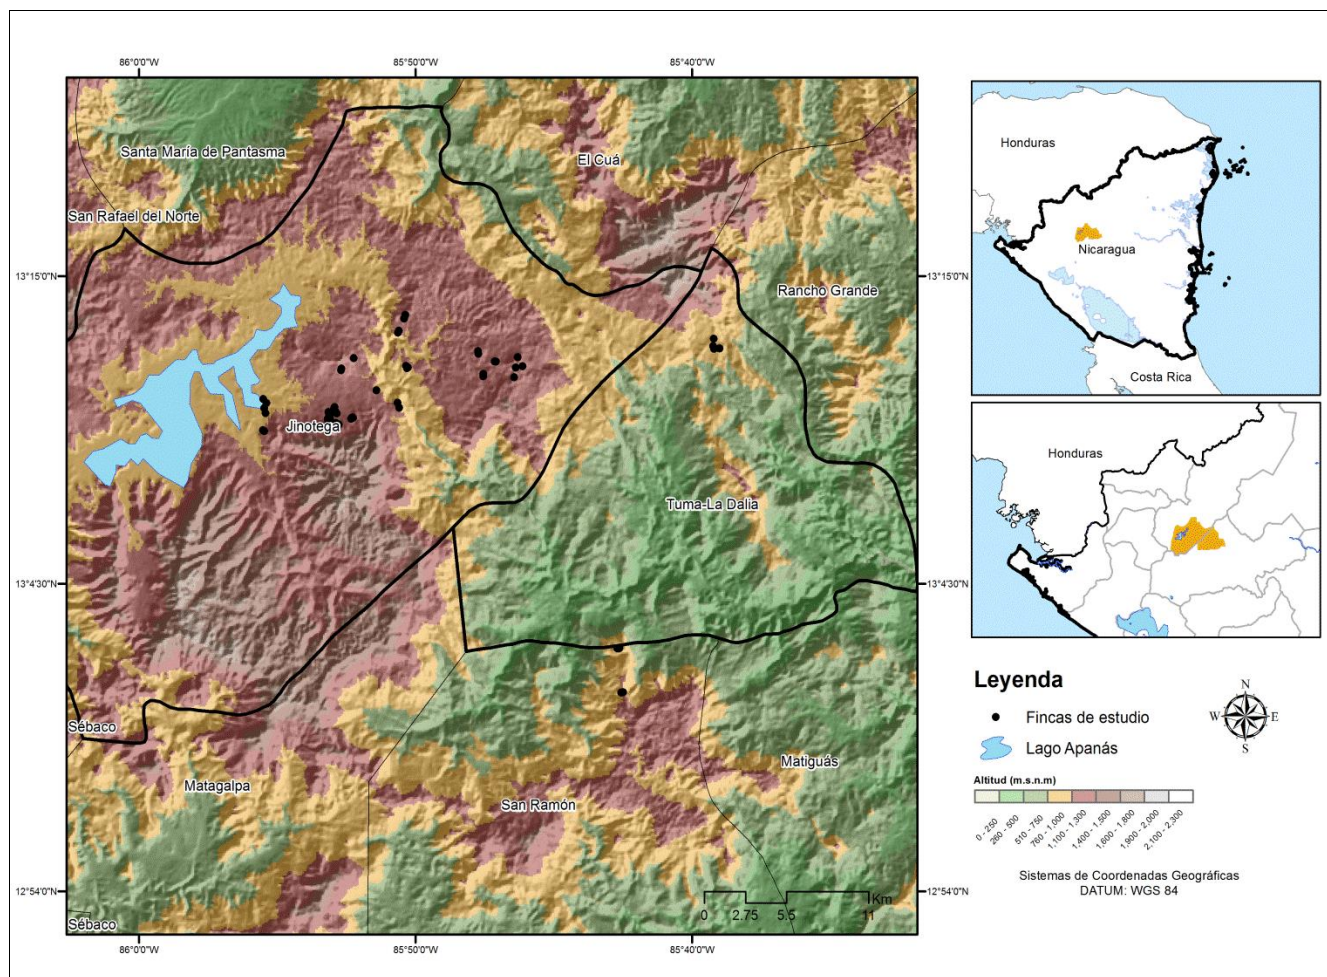 86°0'0"W
85°50'0"W
85°40'0"W
Santa María de Pantasma
El Cuá
San Rafael del Norte
13°15'0"N
13°15'0"N
Rancho Grande
Jinotega
Tuma-La Dalia
13°4'30"N
13°4'30"N
Sébaco
Matagalpa
Matiguás
San Ramón
12°54'0"N
12°54'0"N
Km
0 2.75 5.5 11
Sébaco
86°0'0"W
85°50'0"W
85°40'0"W
Honduras
Nicaragua
Costa Rica
Honduras
Leyenda
Fincas de estudio
Lago Apanás
N
W
E
S
Altitud (m.s.n.m)
0 - 250
260 - 500
510 - 750
760 - 1,000
1,100 - 1,300
1,400 - 1,500
1,600 - 1,800
1,900 - 2,000
2,100 - 2,300
Sistemas de Coordenadas Geográficas
DATUM: WGS 84